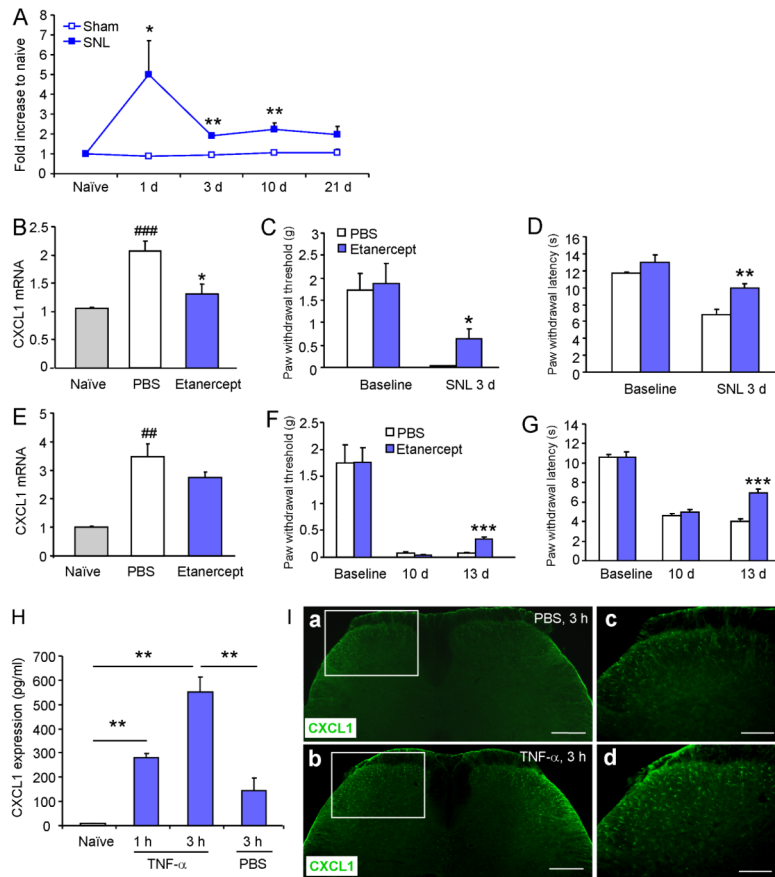 A
Sham
SNL
Fold increase to naive
8
7
6
5
4
3
2
1
0
*
**
**
Naïve 1 d 3 d 10 d 21 d
B
CXCL1 mRNA
2.5
2
1.5
1
0
###
*
Naïve PBS Etanercept
C
PBS
Etanercept
Paw withdrawal threshold (g)
3
2.5
2
1.5
1
0.5
0
*
Baseline SNL 3 d
D
Paw withdrawal latency (s)
16
14
12
10
8
6
4
2
0
**
Baseline SNL 3 d
E
CXCL1 mRNA
5
4
3
2
1
0
##
Naïve PBS Etanercept
F
PBS
Etanercept
Paw withdrawal threshold (g)
2.5
2
1.5
1
0.5
0
***
Baseline 10 d 13 d
G
Paw withdrawal latency (s)
12
10
8
6
4
2
0
***
Baseline 10 d 13 d
H
CXCL1 expression (pg/ml)
700
600
500
400
300
200
100
0
**
**
**
Naïve 1 h 3 h 3 h
TNF-α PBS
I
a
PBS, 3 h
CXCL1
c
b
TNF-α, 3 h
CXCL1
d